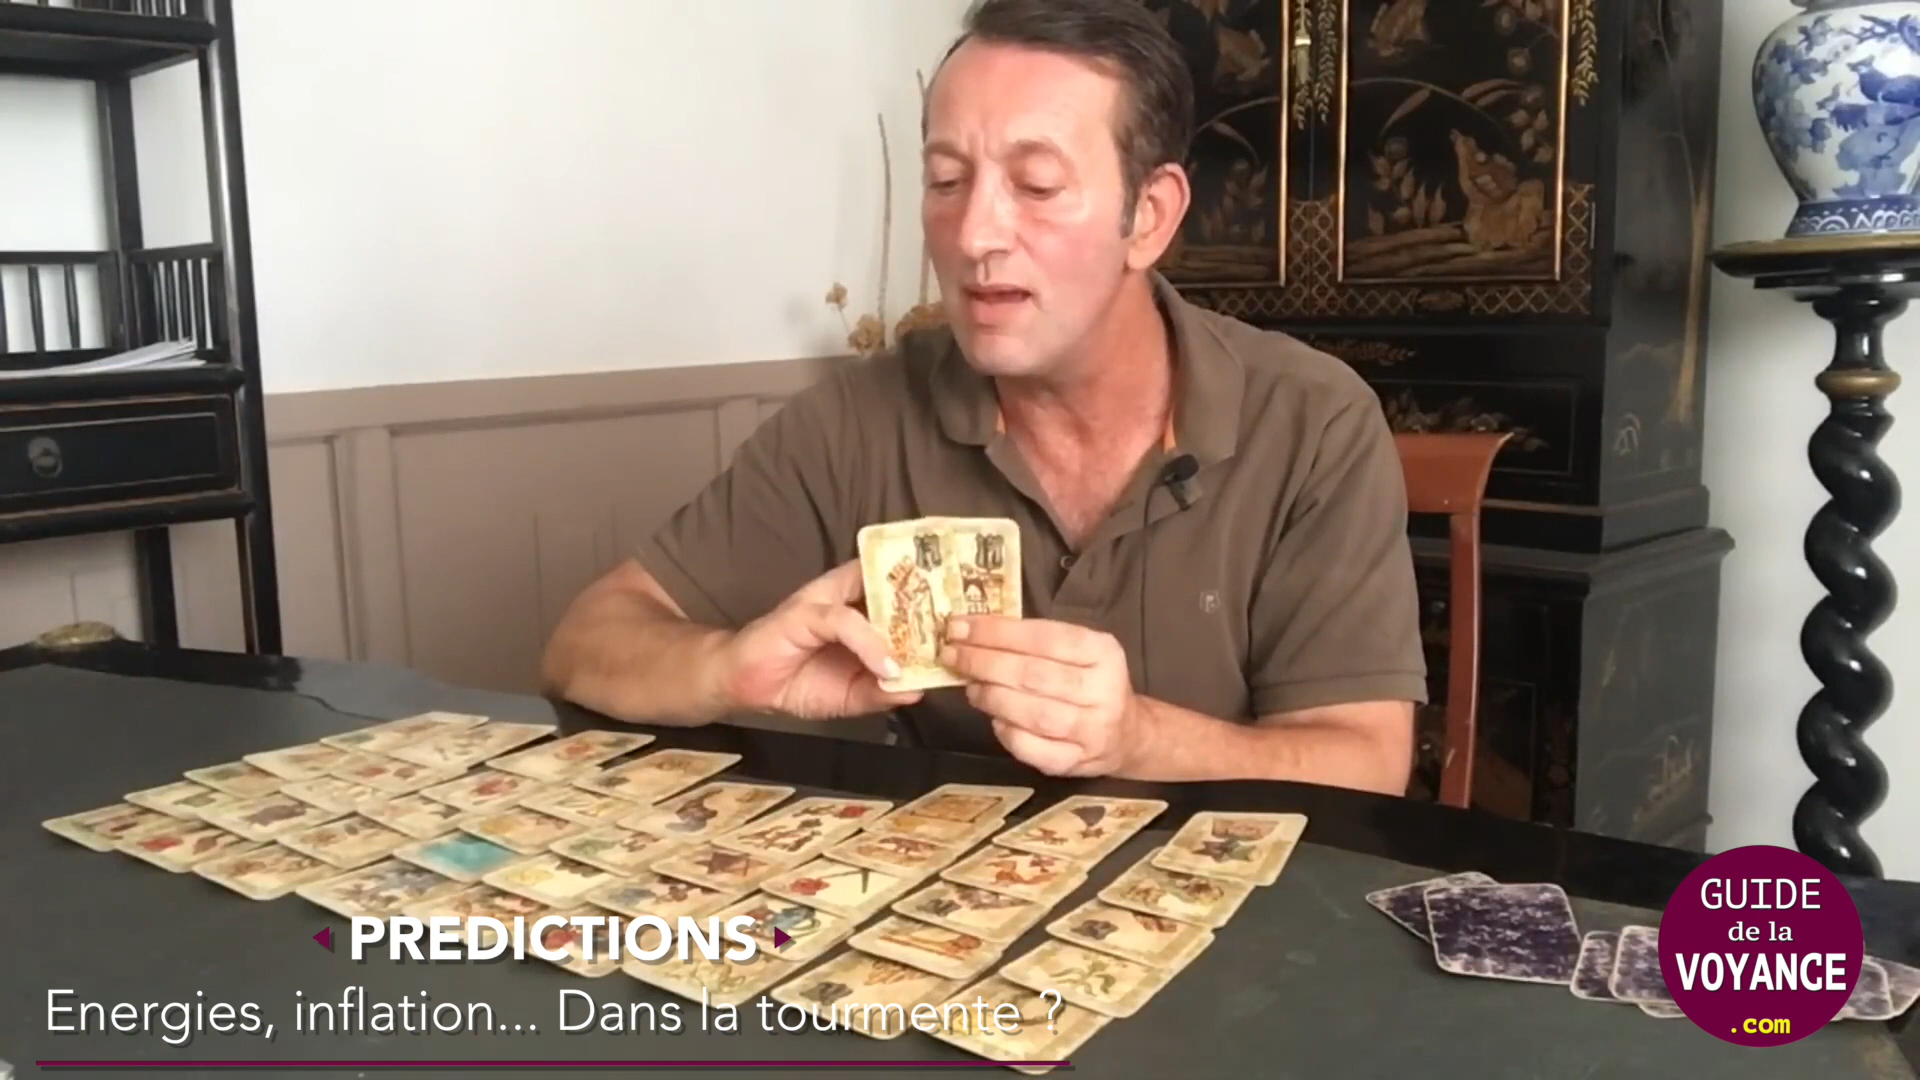 PREDICTIONS
Energies, inflation... Dans la tourmente ?
GUIDE
de la
VOYANCE
.com